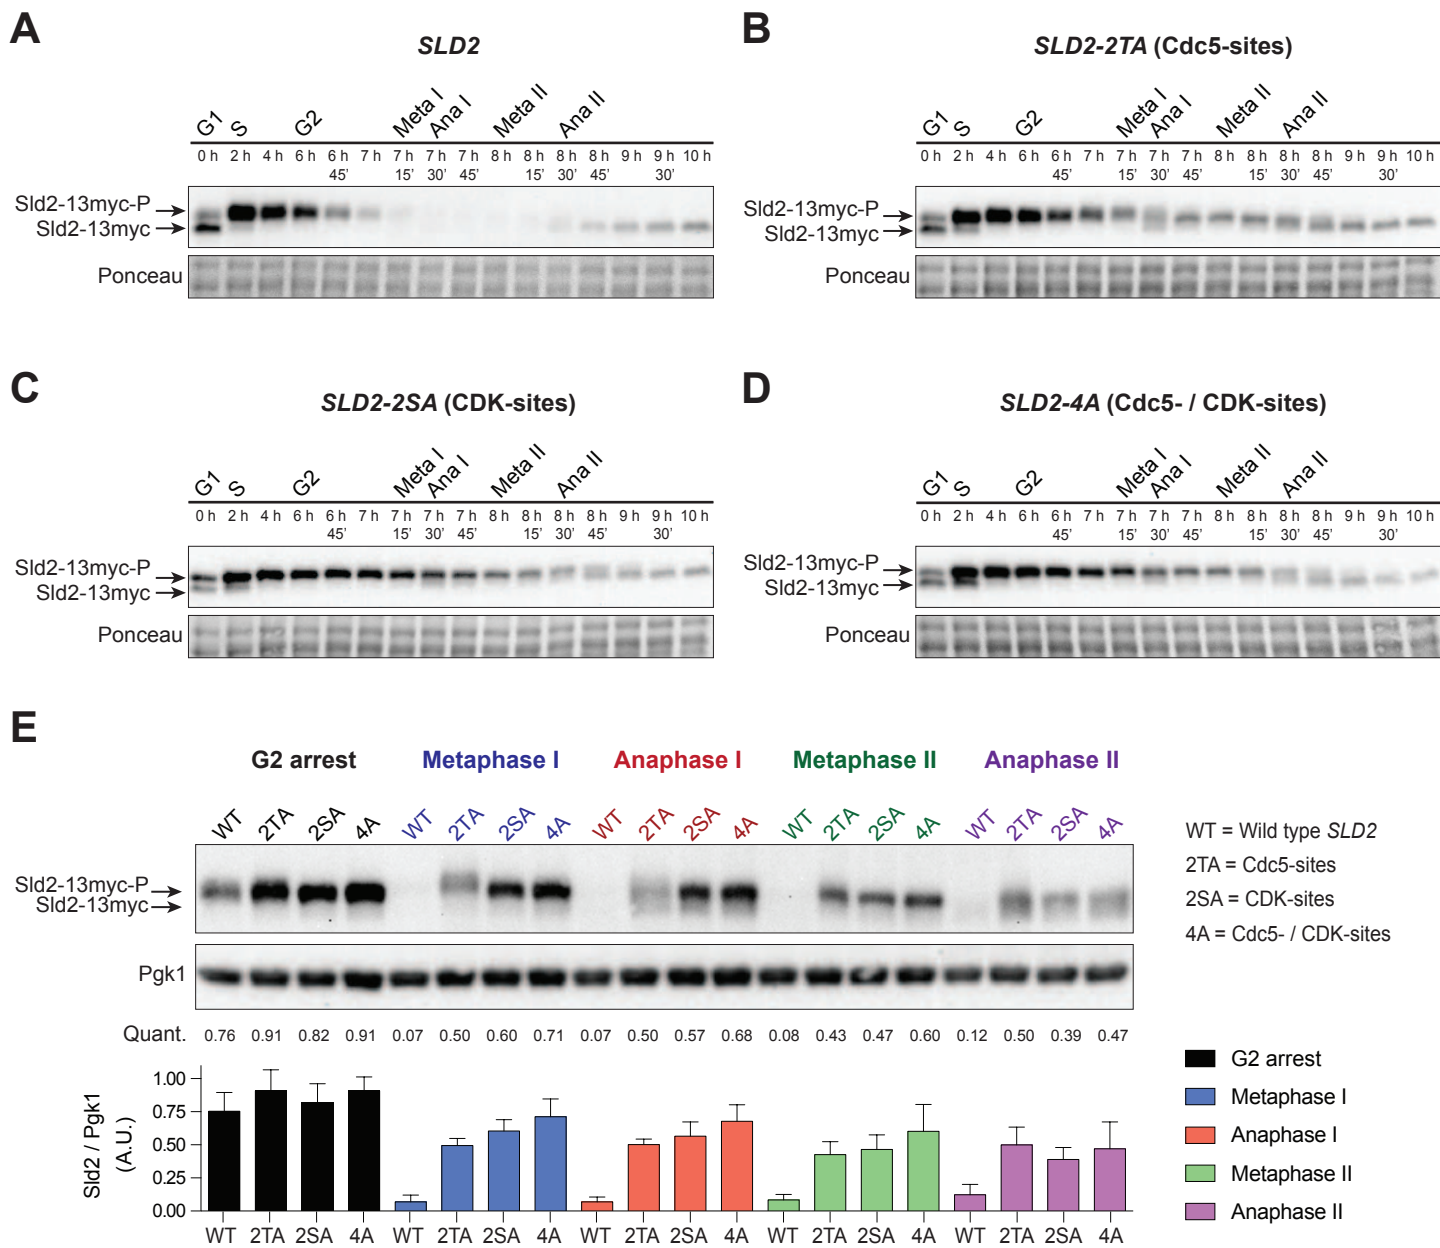 A
SLD2
G1 S G2 Meta I Ana I Meta II Ana II
0 h 2 h 4 h 6 h 6 h 7 h 7 h 7 h 7 h 8 h 8 h 8 h 8 h 9 h 9 h 10 h
45' 15' 30' 45' 15' 30' 45' 30'
Sld2-13myc-P
Sld2-13myc
Ponceau
B
SLD2-2TA (Cdc5-sites)
G1 S G2 Meta I Ana I Meta II Ana II
0 h 2 h 4 h 6 h 6 h 7 h 7 h 7 h 7 h 8 h 8 h 8 h 8 h 9 h 9 h 10 h
45' 15' 30' 45' 15' 30' 45' 30'
Sld2-13myc-P
Sld2-13myc
Ponceau
C
SLD2-2SA (CDK-sites)
G1 S G2 Meta I Ana I Meta II Ana II
0 h 2 h 4 h 6 h 6 h 7 h 7 h 7 h 7 h 8 h 8 h 8 h 8 h 9 h 9 h 10 h
45' 15' 30' 45' 15' 30' 45' 30'
Sld2-13myc-P
Sld2-13myc
Ponceau
D
SLD2-4A (Cdc5- / CDK-sites)
G1 S G2 Meta I Ana I Meta II Ana II
0 h 2 h 4 h 6 h 6 h 7 h 7 h 7 h 7 h 8 h 8 h 8 h 8 h 9 h 9 h 10 h
45' 15' 30' 45' 15' 30' 45' 30'
Sld2-13myc-P
Sld2-13myc
Ponceau
E
G2 arrest Metaphase I Anaphase I Metaphase II Anaphase II
WT 2TA 2SA 4A WT 2TA 2SA 4A WT 2TA 2SA 4A WT 2TA 2SA 4A WT 2TA 2SA 4A
Sld2-13myc-P
Sld2-13myc
Pgk1
Quant. 0.76 0.91 0.82 0.91 0.07 0.50 0.60 0.71 0.07 0.50 0.57 0.68 0.08 0.43 0.47 0.60 0.12 0.50 0.39 0.47
WT = Wild type SLD2
2TA = Cdc5-sites
2SA = CDK-sites
4A = Cdc5- / CDK-sites
Sld2 / Pgk1
(A.U.)
1.00
0.75
0.50
0.25
0.00
WT 2TA 2SA 4A WT 2TA 2SA 4A WT 2TA 2SA 4A WT 2TA 2SA 4A WT 2TA 2SA 4A
G2 arrest
Metaphase I
Anaphase I
Metaphase II
Anaphase II